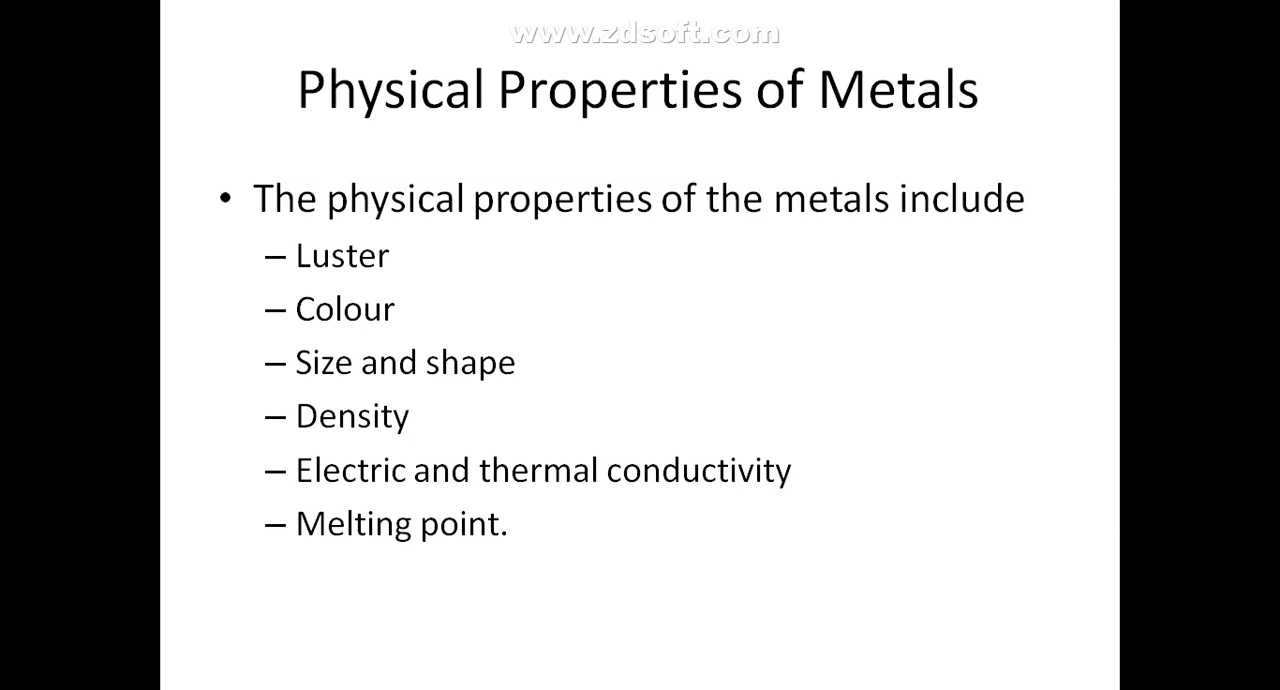 www.zdsoft.com
Physical Properties of Metals
• The physical properties of the metals include
– Luster
– Colour
– Size and shape
– Density
– Electric and thermal conductivity
– Melting point.